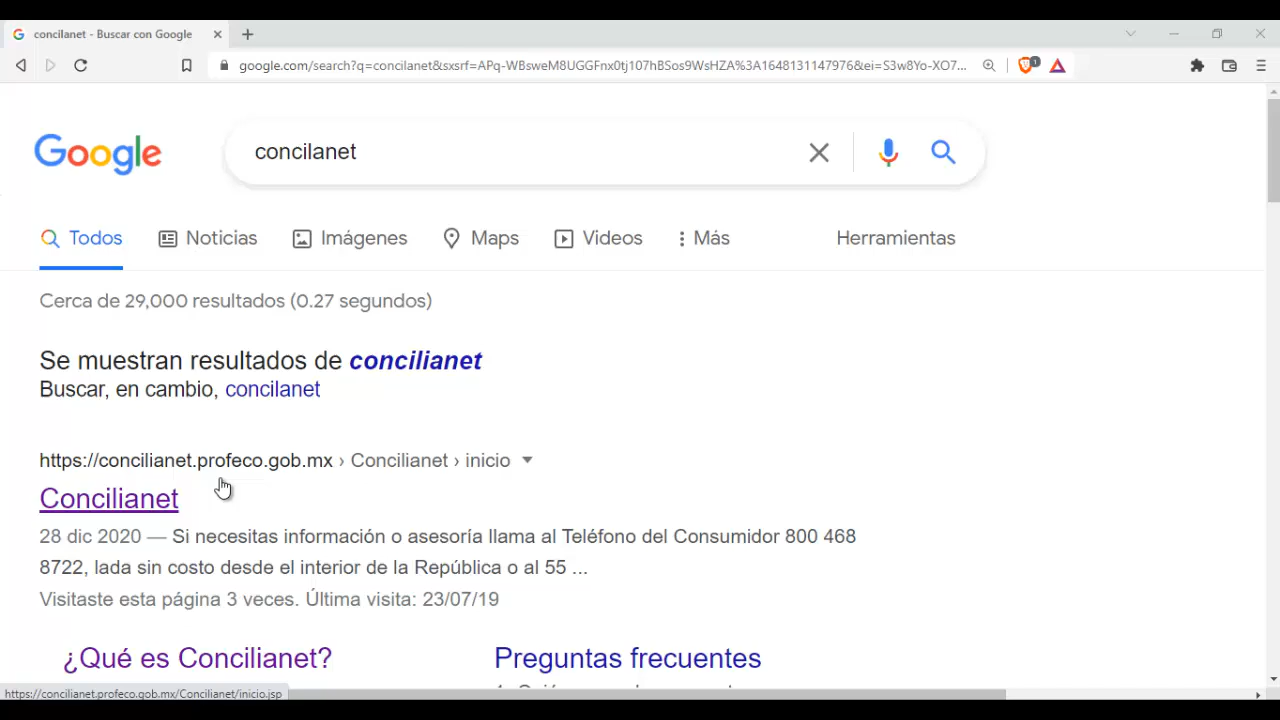 concilanet - Buscar con Google
google.com/search?q=concilanet&sxsrf=APq-WBsweM8UGGFnx0tj107hBSos9WsHZA%3A1648131147976&ei=S3w8Yo-XO7...
1
Google
concilanet
Todos
Noticias
Imágenes
Maps
Videos
Más
Herramientas
Cerca de 29,000 resultados (0.27 segundos)
Se muestran resultados de concilianet
Buscar, en cambio, concilanet
https://concilianet.profeco.gob.mx › Concilianet › inicio
Concilianet
28 dic 2020 — Si necesitas información o asesoría llama al Teléfono del Consumidor 800 468
8722, lada sin costo desde el interior de la República o al 55 ...
Visitaste esta página 3 veces. Última visita: 23/07/19
¿Qué es Concilianet?
Preguntas frecuentes
https://concilianet.profeco.gob.mx/Concilianet/inicio.jsp